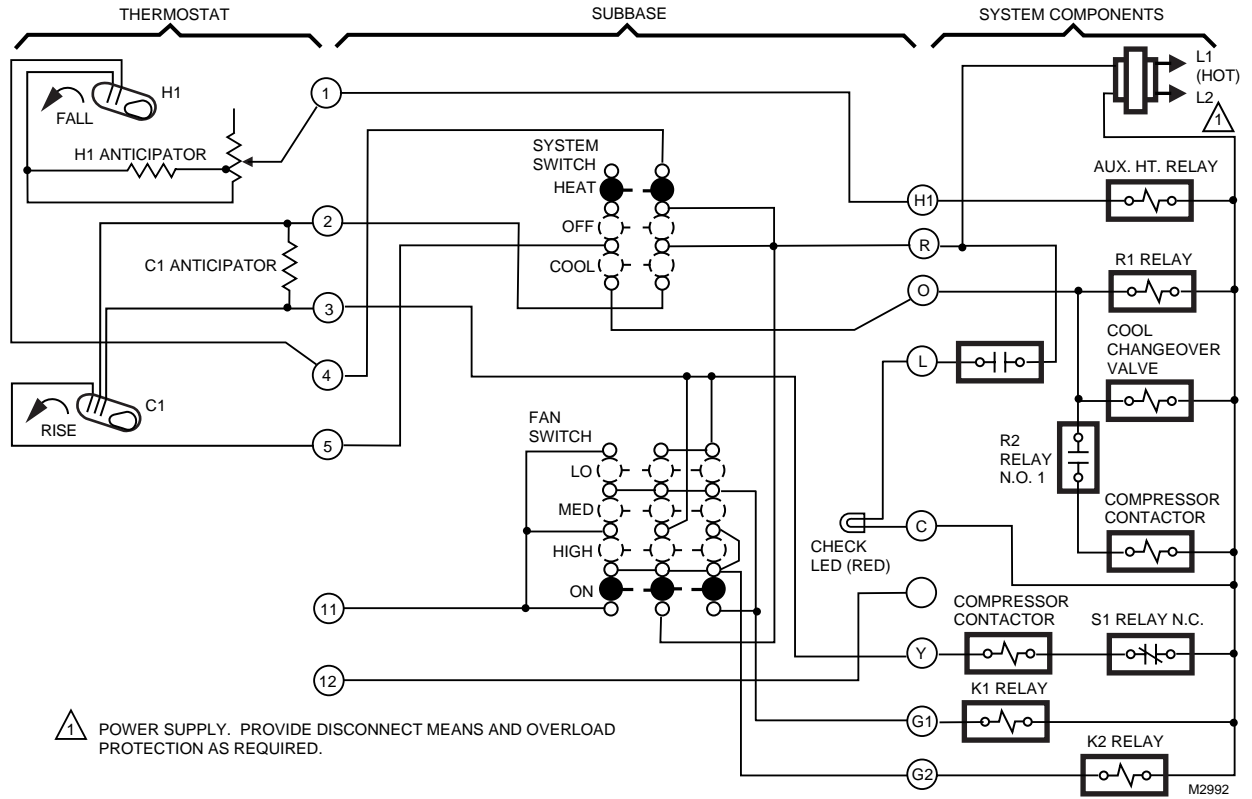 THERMOSTAT
SUBBASE
SYSTEM COMPONENTS
L1
(HOT)
L2
1
H1
FALL
1
H1 ANTICIPATOR
SYSTEM
SWITCH
HEAT
OFF
COOL
AUX. HT. RELAY
H1
2
R
C1 ANTICIPATOR
R1 RELAY
O
3
COOL
CHANGEOVER
VALVE
L
4
C1
RISE
FAN
SWITCH
LO
MED
HIGH
ON
5
R2
RELAY
N.O. 1
COMPRESSOR
CONTACTOR
C
CHECK
LED (RED)
11
COMPRESSOR
CONTACTOR
S1 RELAY N.C.
Y
12
K1 RELAY
G1
1 POWER SUPPLY. PROVIDE DISCONNECT MEANS AND OVERLOAD
PROTECTION AS REQUIRED.
K2 RELAY
G2
M2992